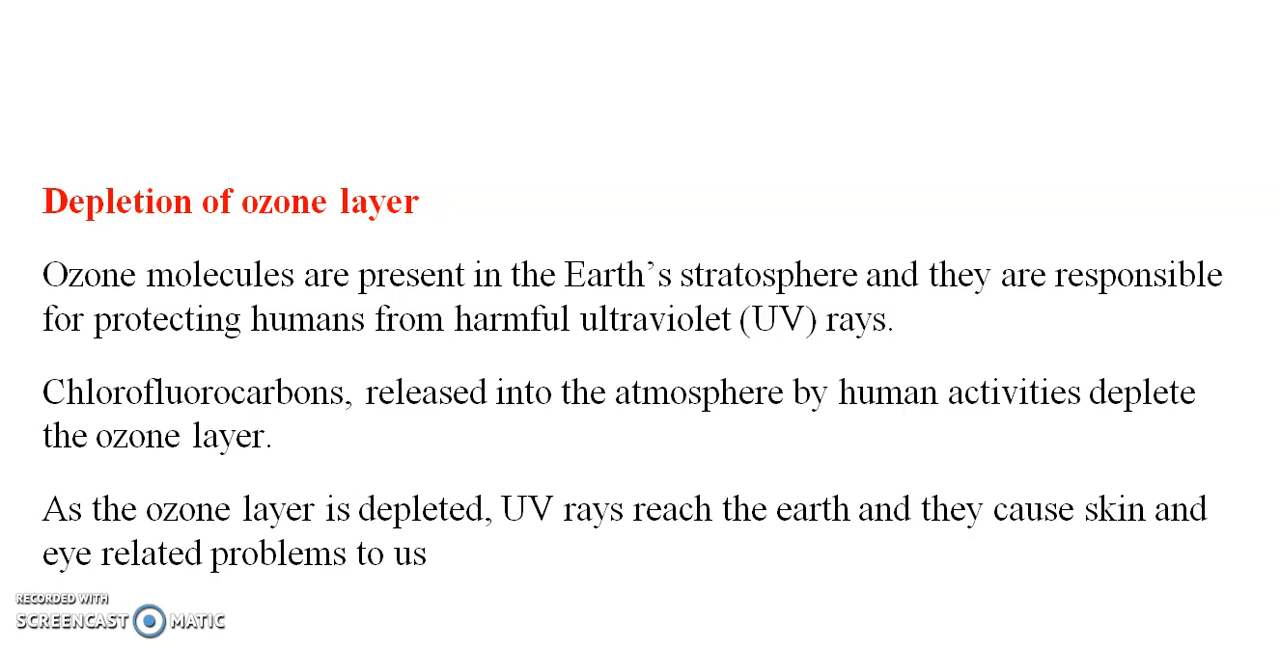 Depletion of ozone layer
Ozone molecules are present in the Earth’s stratosphere and they are responsible
for protecting humans from harmful ultraviolet (UV) rays.
Chlorofluorocarbons, released into the atmosphere by human activities deplete
the ozone layer.
As the ozone layer is depleted, UV rays reach the earth and they cause skin and
eye related problems to us
RECORDED WITH
SCREENCAST MATIC